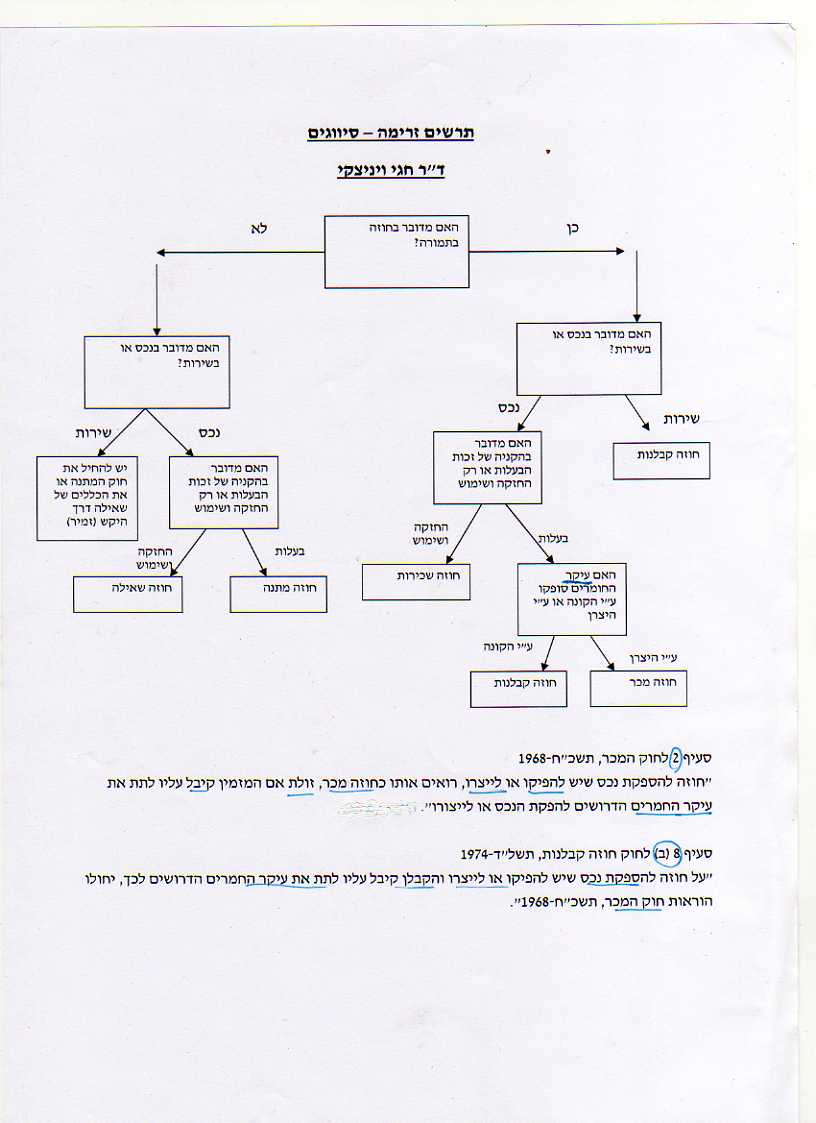 תרשים זרימה – סיווגים
ד״ר חגי ויניצקי
האם מדובר בחוזה
בתמורה?
כן
לא
האם מדובר בנכס או
בשירות?
נכס
שירות
חוזה קבלנות
האם מדובר
בהקניה של זכות
הבעלות או רק
החזקה ושימוש
החזקה
ושימוש
בעלות
חוזה שכירות
האם עיקר
החומרים סופקו
ע״י הקונה או ע״י
היצרן
ע״י הקונה
ע״י היצרן
חוזה קבלנות
חוזה מכר
האם מדובר בנכס או
בשירות?
נכס
שירות
האם מדובר
בהקניה של זכות
הבעלות או רק
החזקה ושימוש
יש להחיל את
חוק המתנה או
את הכללים של
שאילה דרך
היקש (זמיר)
בעלות
החזקה
ושימוש
חוזה מתנה
חוזה שאילה
סעיף 2 לחוק המכר, תשכ״ח-1968
״חוזה להספקת נכס שיש להפיקו או לייצרו, רואים אותו כחוזה מכר, זולת אם המזמין קיבל עליו לתת את
עיקר החמרים הדרושים להפקת הנכס או לייצורו״.
סעיף 8 (ב) לחוק חוזה קבלנות, תשל״ד-1974
״על חוזה להספקת נכס שיש להפיקו או לייצרו והקבלן קיבל עליו לתת את עיקר החמרים הדרושים לכך, יחולו
הוראות חוק המכר, תשכ״ח-1968״.